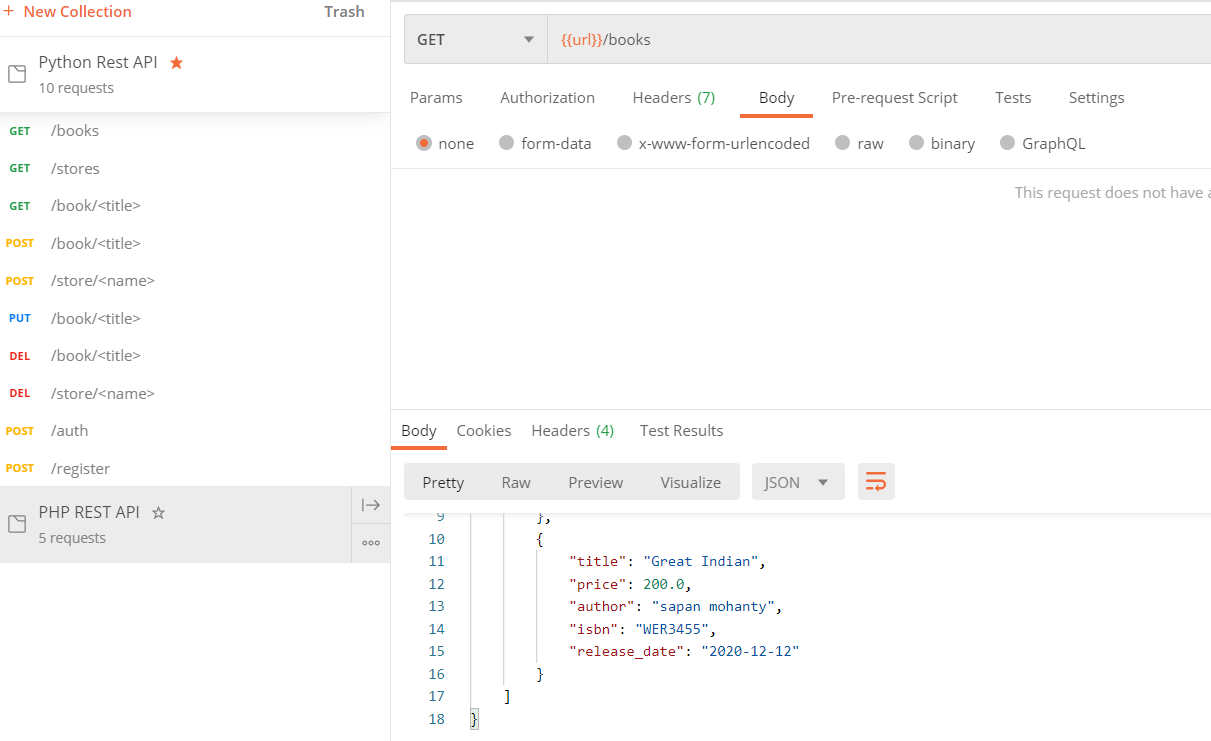 + New Collection
Trash
Python Rest API
10 requests
GET /books
GET /stores
GET /book/<title>
POST /book/<title>
POST /store/<name>
PUT /book/<title>
DEL /book/<title>
DEL /store/<name>
POST /auth
POST /register
PHP REST API
5 requests
GET {{url}}/books
Params Authorization Headers (7) Body Pre-request Script Tests Settings
none form-data x-www-form-urlencoded raw binary GraphQL
This request does not have
Body Cookies Headers (4) Test Results
Pretty Raw Preview Visualize JSON
9 },
10 {
11 "title": "Great Indian",
12 "price": 200.0,
13 "author": "sapan mohanty",
14 "isbn": "WER3455",
15 "release_date": "2020-12-12"
16 }
17 ]
18 }